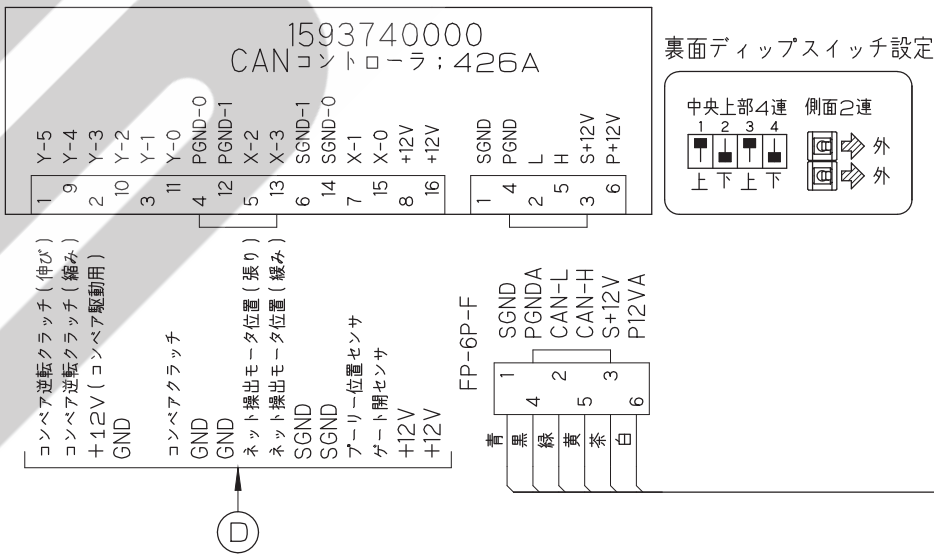 1593740000
CANコントローラ；426A
Y-5
Y-4
Y-3
Y-2
Y-1
Y-0
PGND-0
PGND-1
X-2
X-3
SGND-1
SGND-0
X-1
X-0
+12V
+12V
1
9
2
10
3
11
4
12
5
13
6
14
7
15
8
16
SGND
PGND
L
H
S+12V
P+12V
1
4
2
5
3
6
裏面ディップスイッチ設定
中央上部4連 側面2連
1 2 3 4
上 下 上 下
外
外
コンベア逆転クラッチ(伸び)
コンベア逆転クラッチ(縮み)
+12V(コンベア駆動用)
GND
コンベアクラッチ
GND
GND
ネット操出モータ位置(張り)
ネット操出モータ位置(緩み)
SGND
SGND
プーリー位置センサ
ゲート開センサ
+12V
+12V
D
FP-6P-F
SGND
PGNDA
CAN-L
CAN-H
S+12V
P12VA
1
4
2
5
3
6
青
黒
緑
黄
茶
白